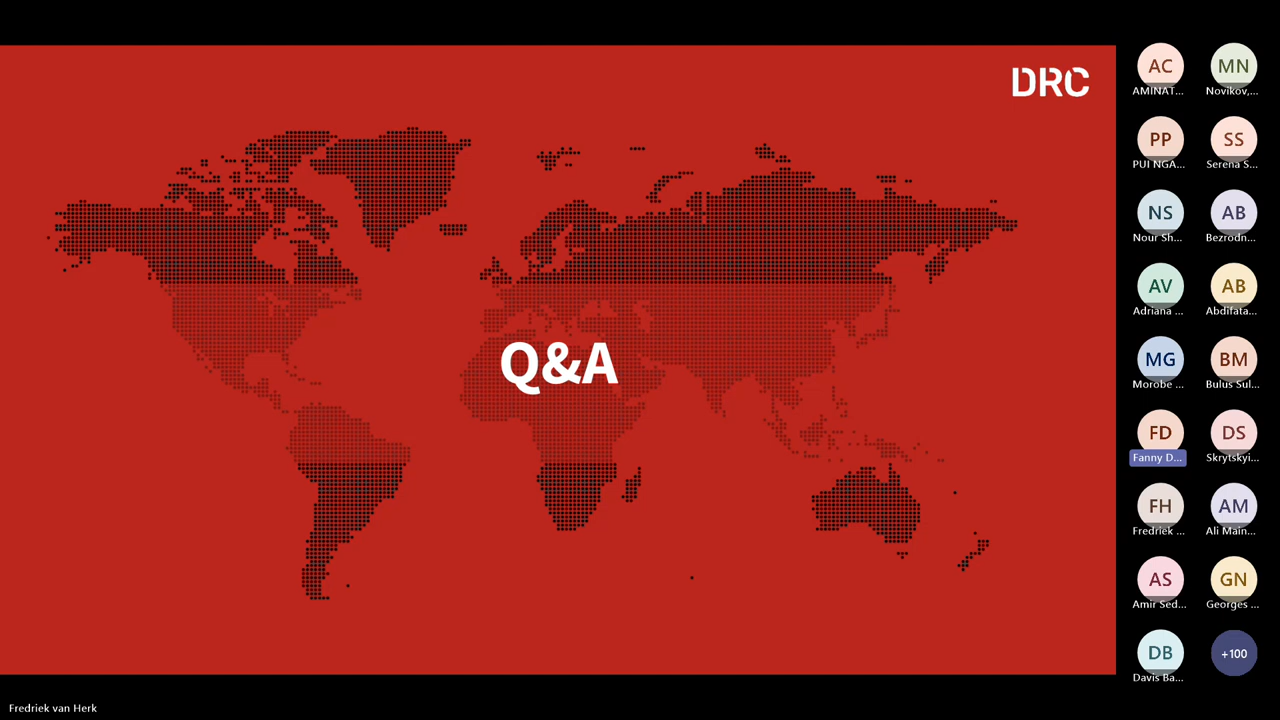 DRC
Q&A
AC
AMINAT...
MN
Novikov,...
PP
PUI NGA...
SS
Serena S...
NS
Nour Sh...
AB
Bezrodn...
AV
Adriana ...
AB
Abdifata...
MG
Morobe ...
BM
Bulus Sul...
FD
Fanny D...
DS
Skrytskyi...
FH
Fredriek ...
AM
Ali Main...
AS
Amir Sed...
GN
Georges ...
DB
Davis Ba...
+100
Fredriek van Herk